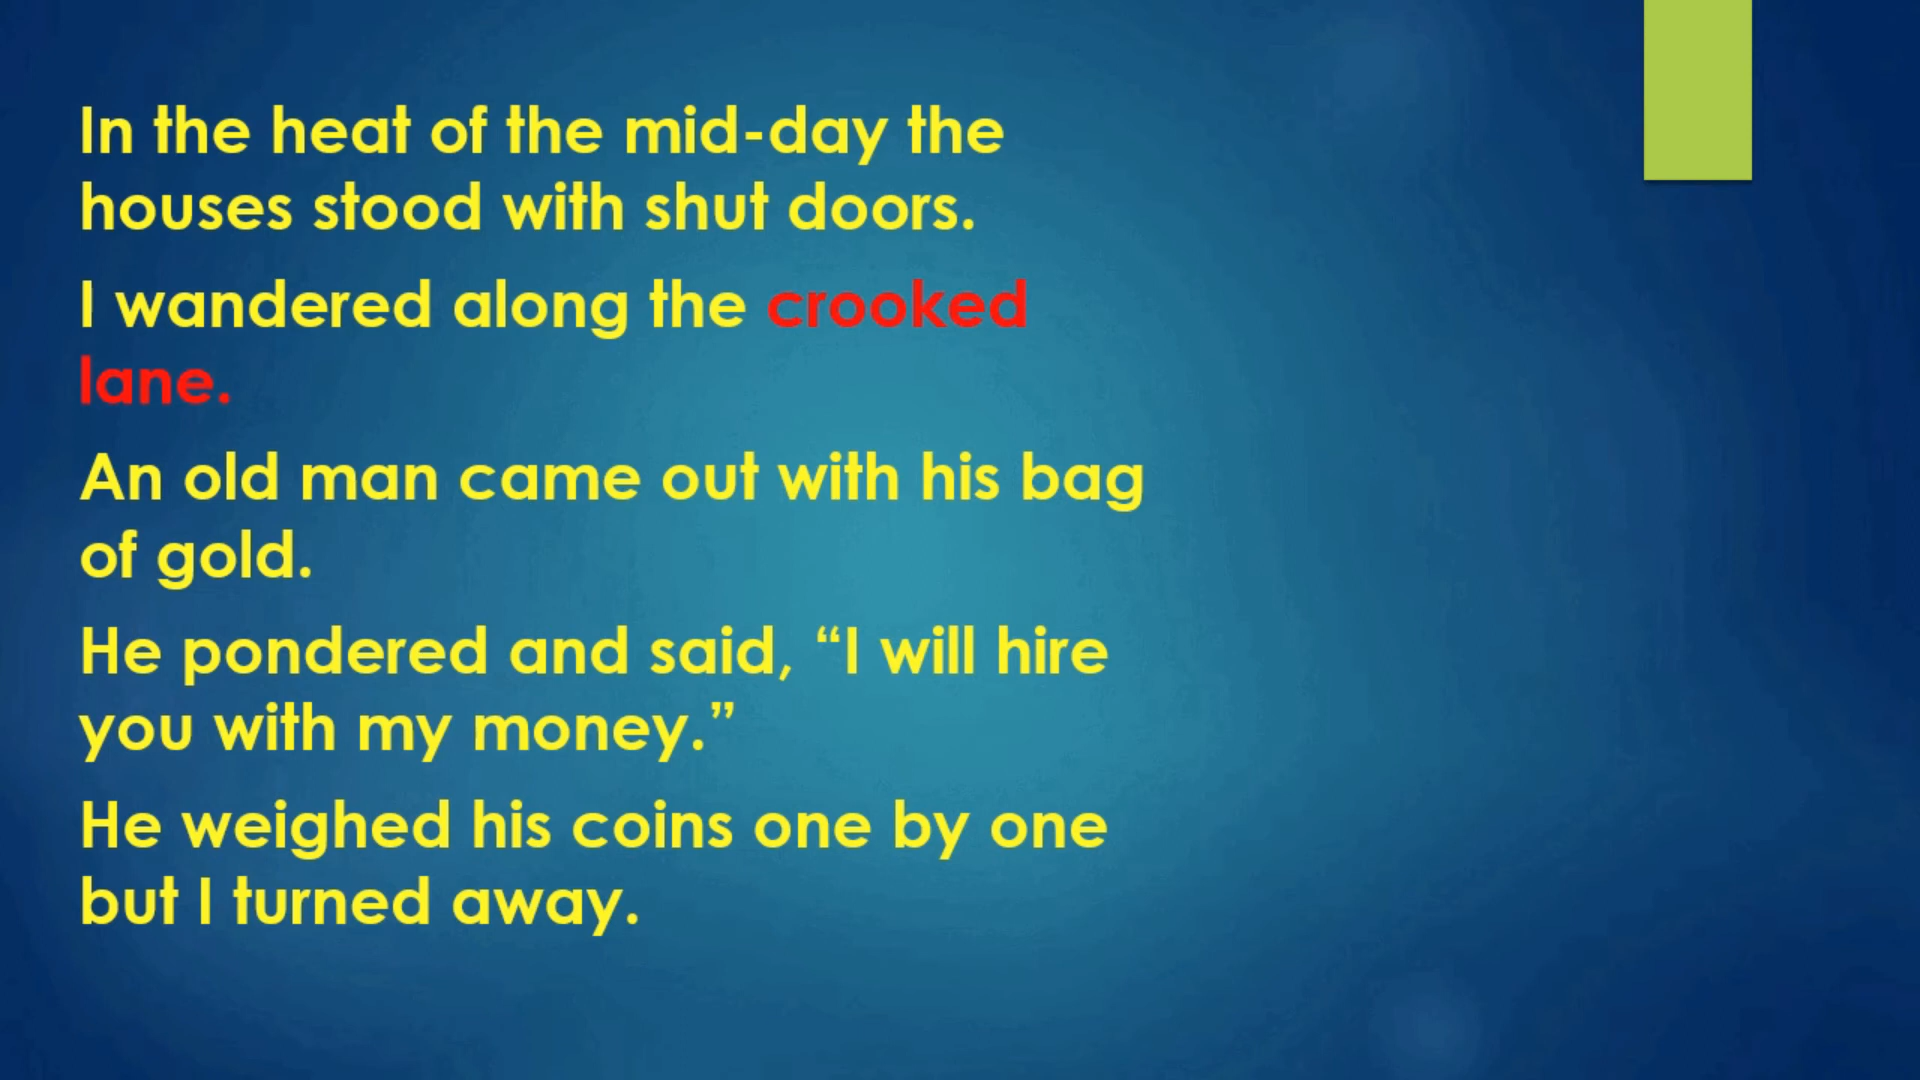 In the heat of the mid-day the
houses stood with shut doors.
I wandered along the crooked
lane.
An old man came out with his bag
of gold.
He pondered and said, “I will hire
you with my money.”
He weighed his coins one by one
but I turned away.